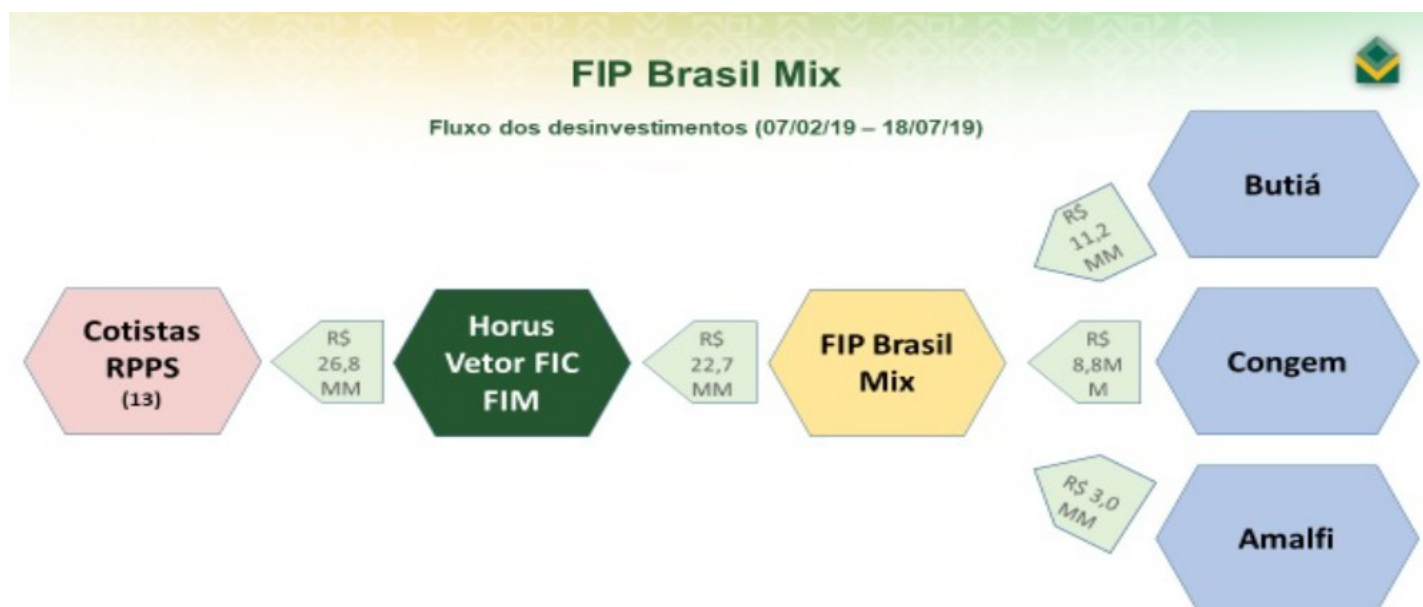 FIP Brasil Mix
Fluxo dos desinvestimentos (07/02/19 – 18/07/19)
Cotistas
RPPS
(13)
R$
26,8
MM
Horus
Vetor FIC
FIM
R$
22,7
MM
FIP Brasil
Mix
R$
11,2
MM
Butiá
R$
8,8M
M
Congem
R$ 3,0
MM
Amalfi